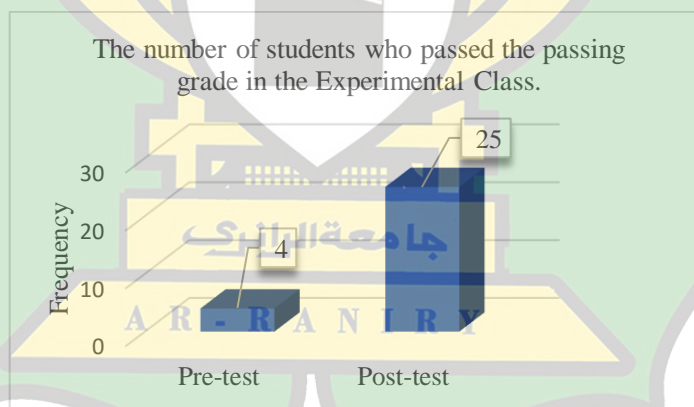 The number of students who passed the passing
grade in the Experimental Class.
25
30
20
جامعةالرانري
4
Frequency
10
A R - R A N I R Y
0
Pre-test
Post-test